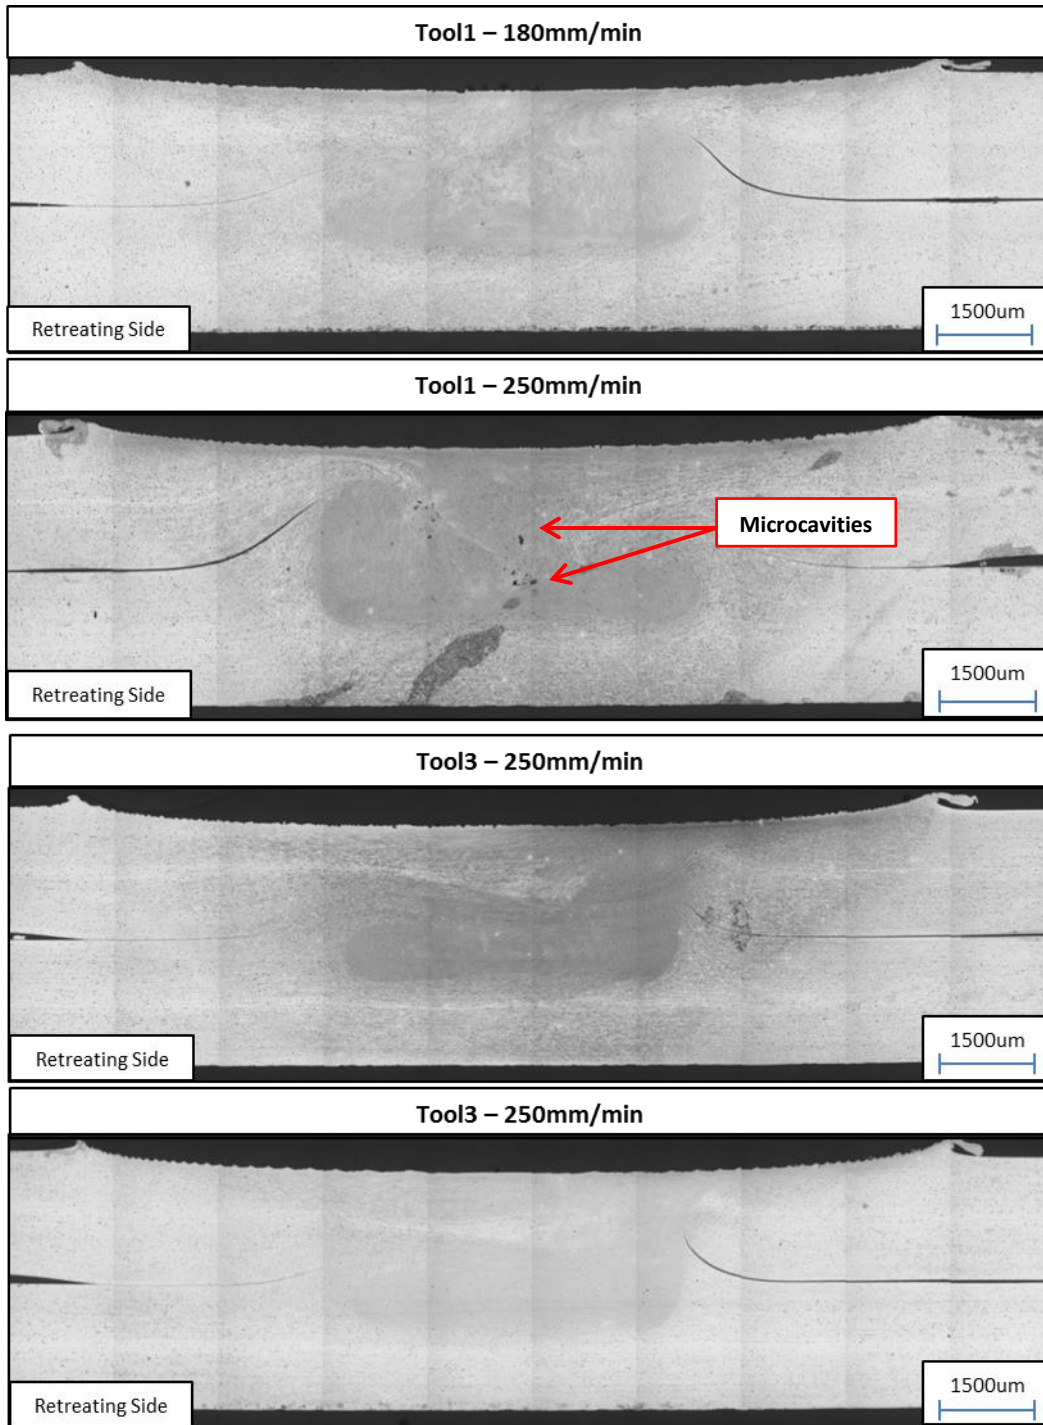 Tool1 – 180mm/min
Retreating Side
1500um
Tool1 – 250mm/min
Microcavities
Retreating Side
1500um
Tool3 – 250mm/min
Retreating Side
1500um
Tool3 – 250mm/min
Retreating Side
1500um